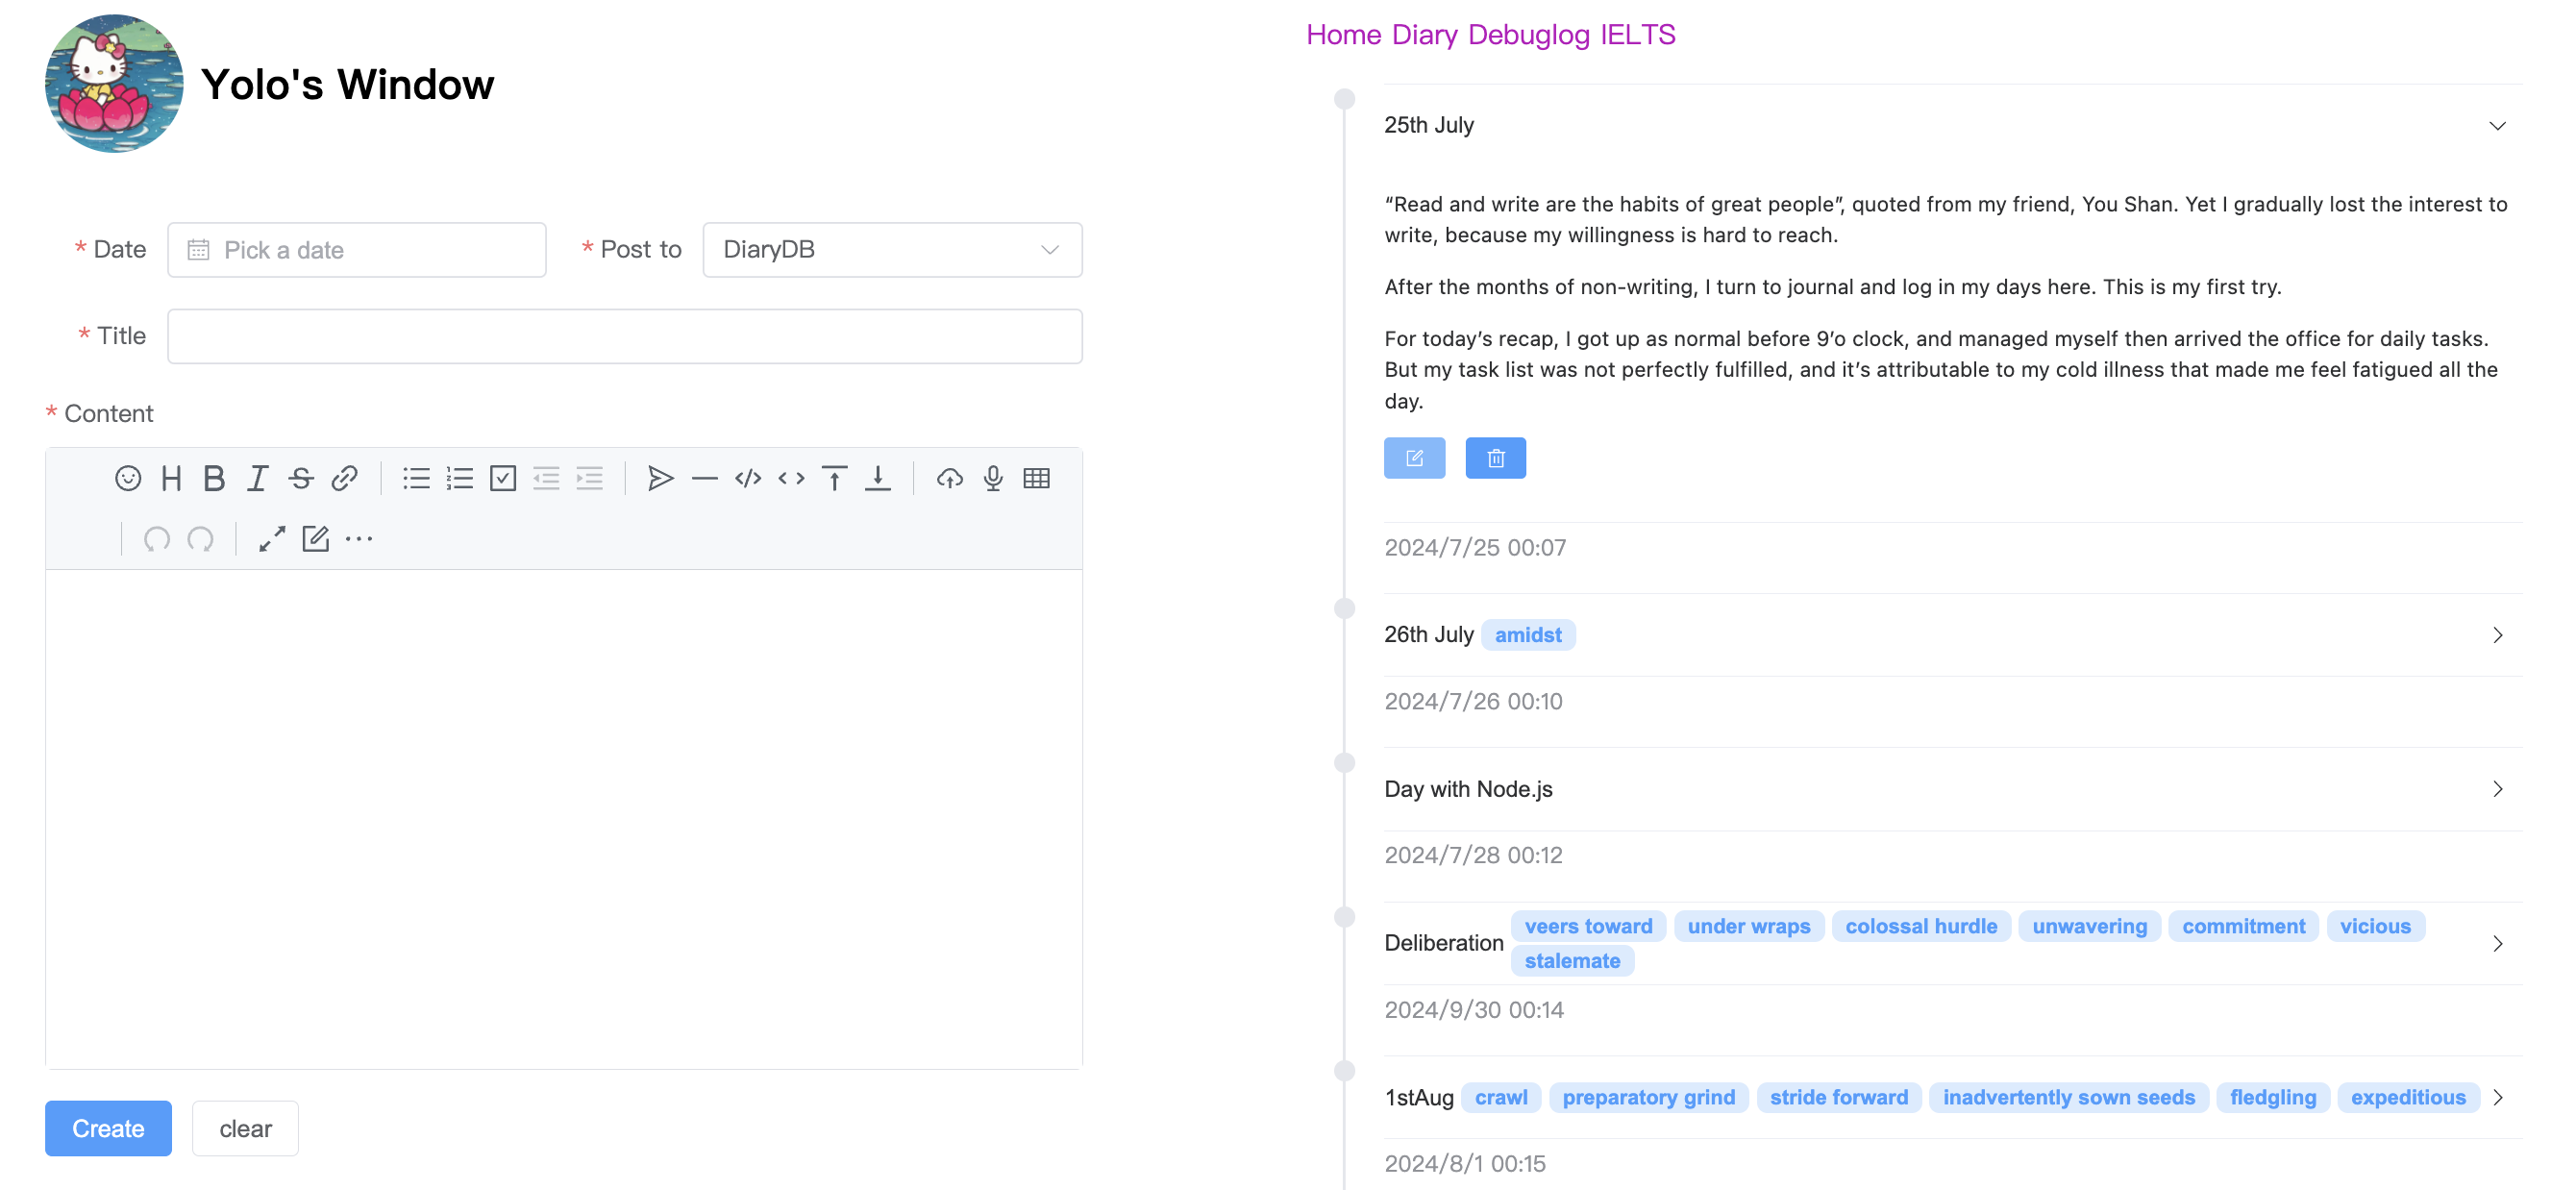 Yolo's Window
* Date Pick a date * Post to DiaryDB
* Title
* Content
Create clear
Home Diary Debuglog IELTS
25th July
“Read and write are the habits of great people”, quoted from my friend, You Shan. Yet I gradually lost the interest to
write, because my willingness is hard to reach.
After the months of non-writing, I turn to journal and log in my days here. This is my first try.
For today’s recap, I got up as normal before 9’o clock, and managed myself then arrived the office for daily tasks.
But my task list was not perfectly fulfilled, and it’s attributable to my cold illness that made me feel fatigued all the
day.
2024/7/25 00:07
26th July amidst
2024/7/26 00:10
Day with Node.js
2024/7/28 00:12
Deliberation veers toward under wraps colossal hurdle unwavering commitment vicious
stalemate
2024/9/30 00:14
1stAug crawl preparatory grind stride forward inadvertently sown seeds fledgling expeditious
2024/8/1 00:15